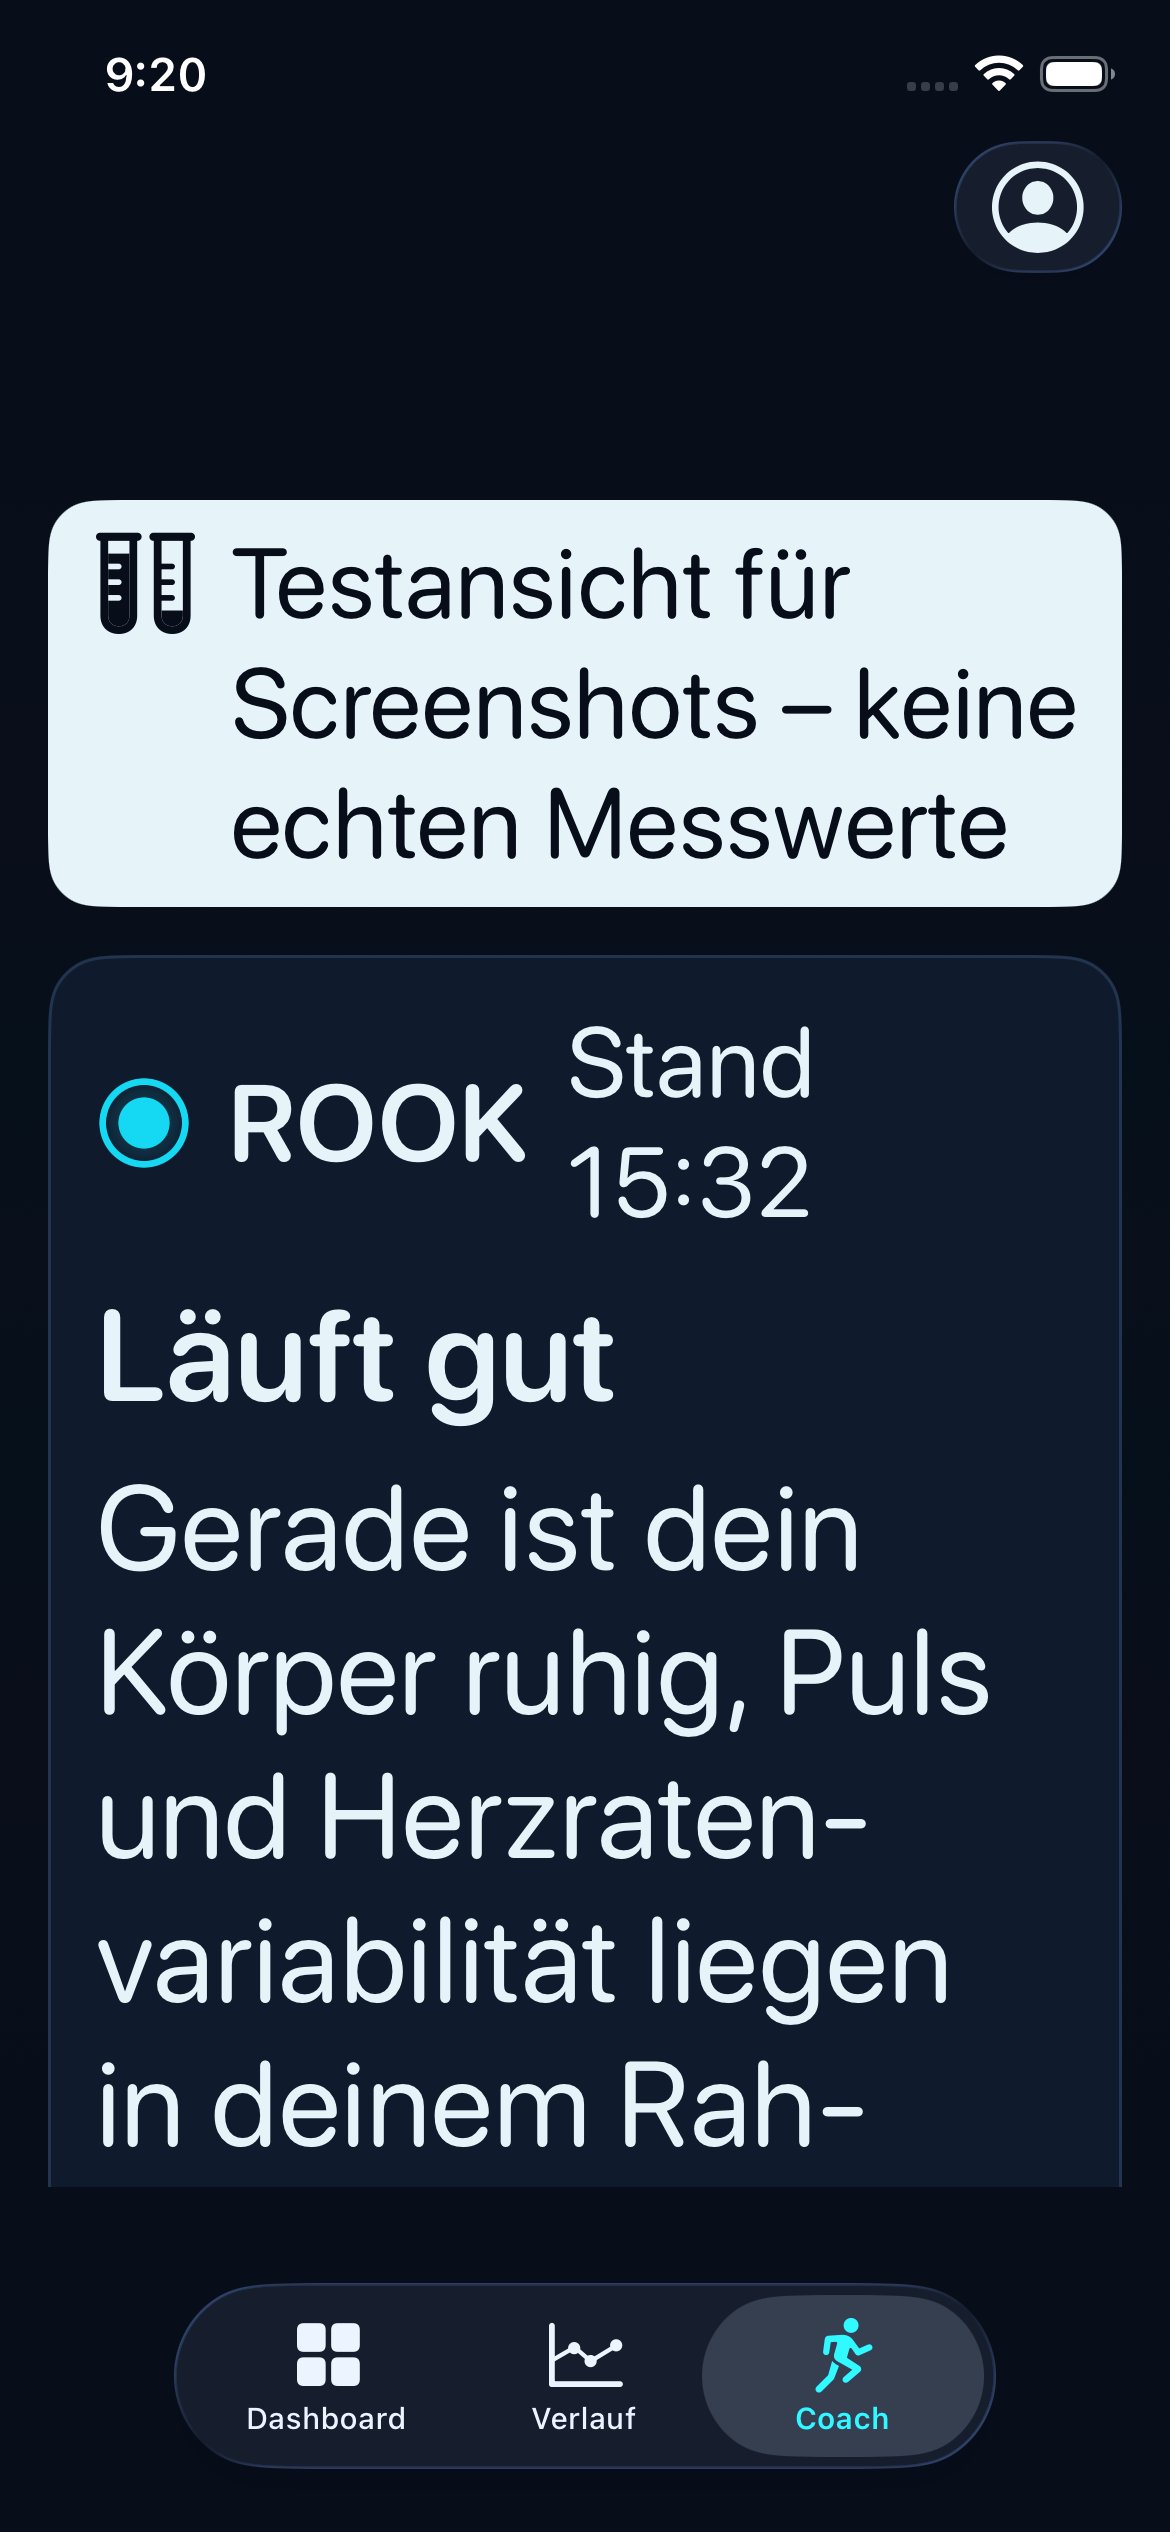 9:20
Testansicht für
Screenshots – keine
echten Messwerte
ROOK
Stand
15:32
Läuft gut
Gerade ist dein
Körper ruhig, Puls
und Herzraten-
variabilität liegen
in deinem Rah-
Dashboard
Verlauf
Coach